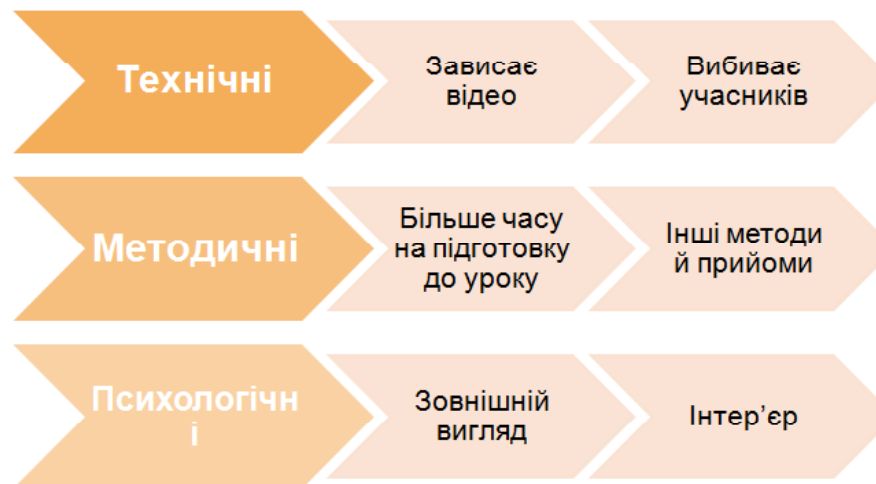 Технічні
Зависає
відео
Вибиває
учасників
Методичні
Більше часу
на підготовку
до уроку
Інші методи
й прийоми
Психологічн
і
Зовнішній
вигляд
Інтер’єр